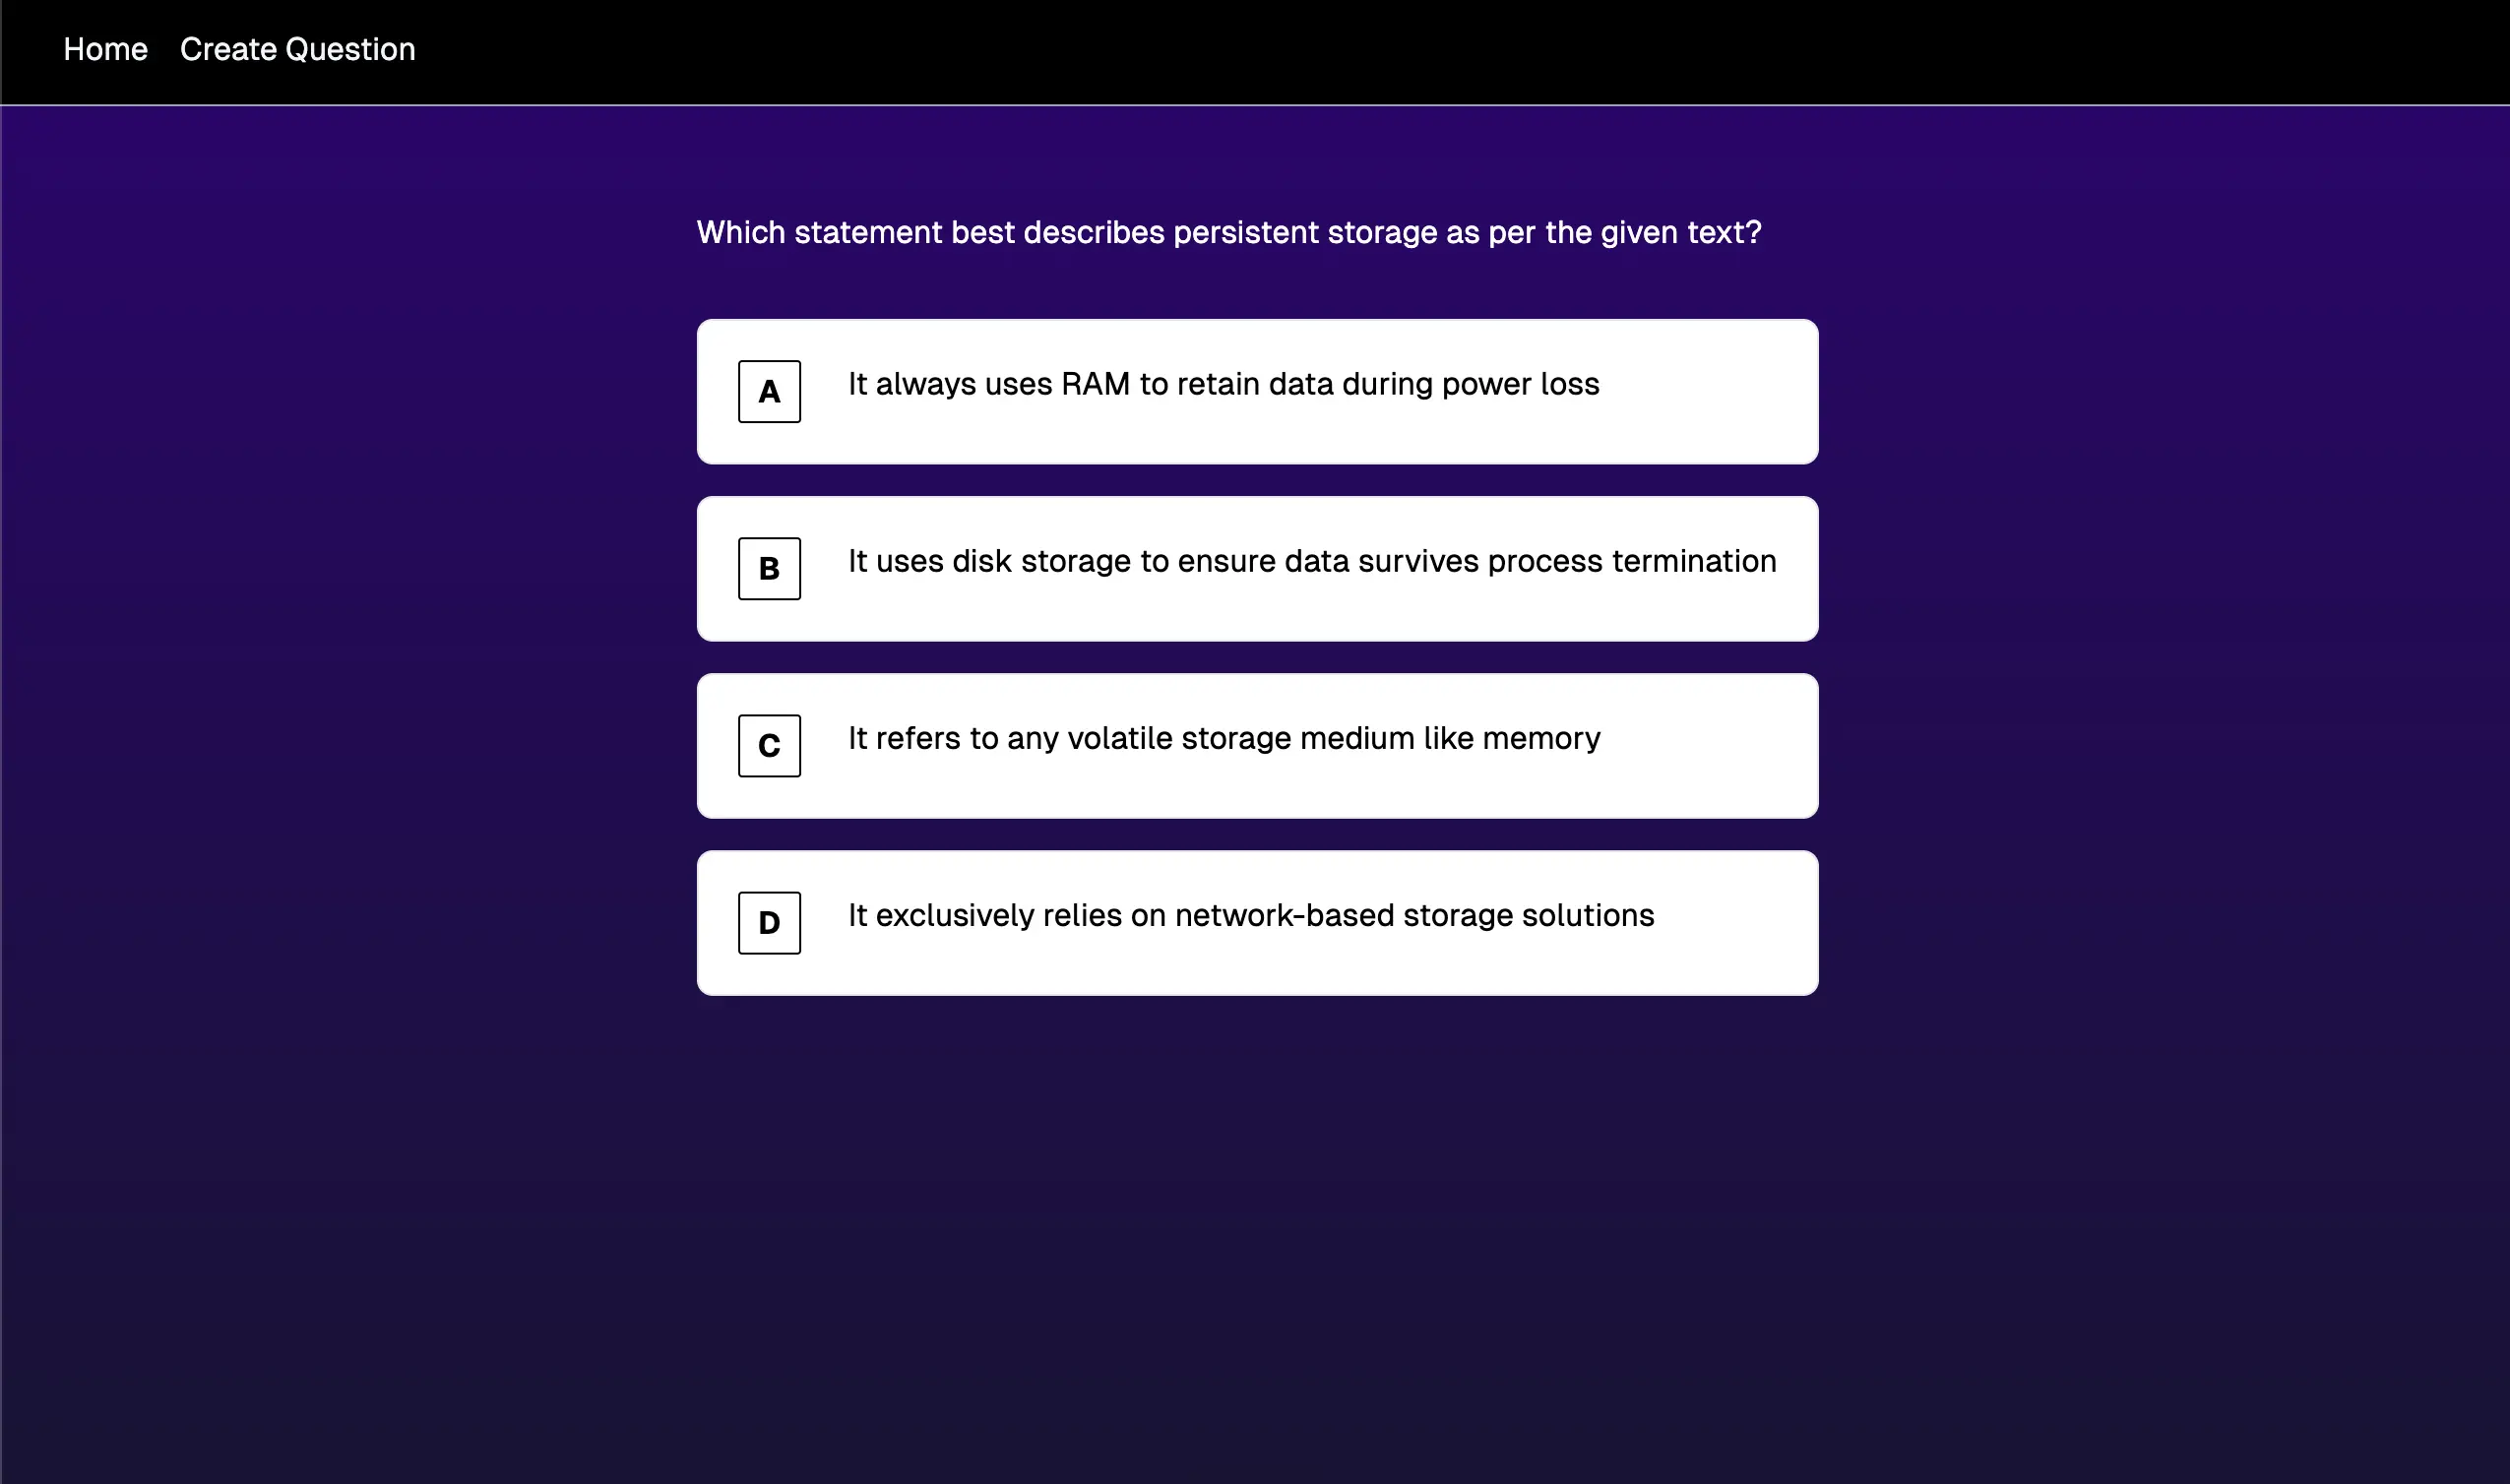 Home Create Question
Which statement best describes persistent storage as per the given text?
A It always uses RAM to retain data during power loss
B It uses disk storage to ensure data survives process termination
C It refers to any volatile storage medium like memory
D It exclusively relies on network-based storage solutions